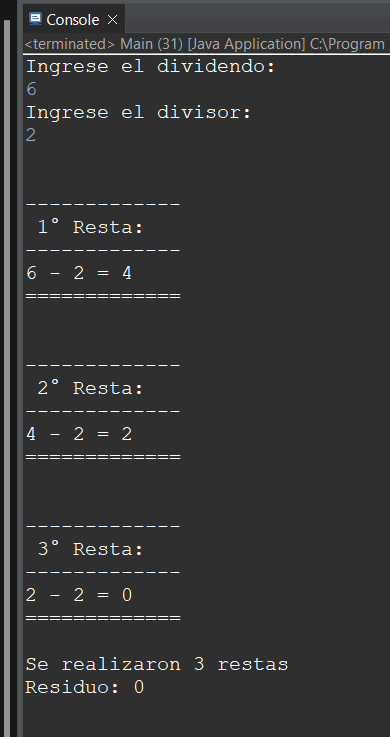 Console
<terminated> Main (31) [Java Application] C:\Program
Ingrese el dividendo:
6
Ingrese el divisor:
2
-------------
1° Resta:
-------------
6 - 2 = 4
=============
-------------
2° Resta:
-------------
4 - 2 = 2
=============
-------------
3° Resta:
-------------
2 - 2 = 0
=============
Se realizaron 3 restas
Residuo: 0